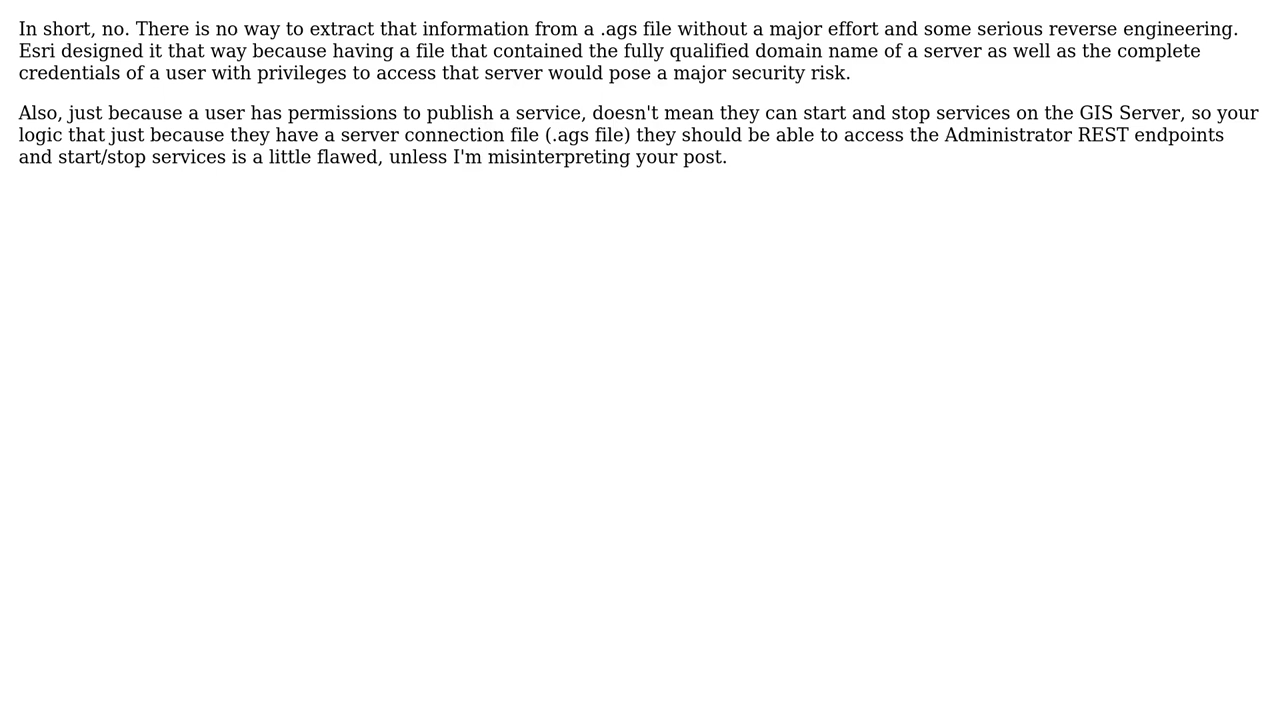 In short, no. There is no way to extract that information from a .ags file without a major effort and some serious reverse engineering.
Esri designed it that way because having a file that contained the fully qualified domain name of a server as well as the complete
credentials of a user with privileges to access that server would pose a major security risk.
Also, just because a user has permissions to publish a service, doesn't mean they can start and stop services on the GIS Server, so your
logic that just because they have a server connection file (.ags file) they should be able to access the Administrator REST endpoints
and start/stop services is a little flawed, unless I'm misinterpreting your post.